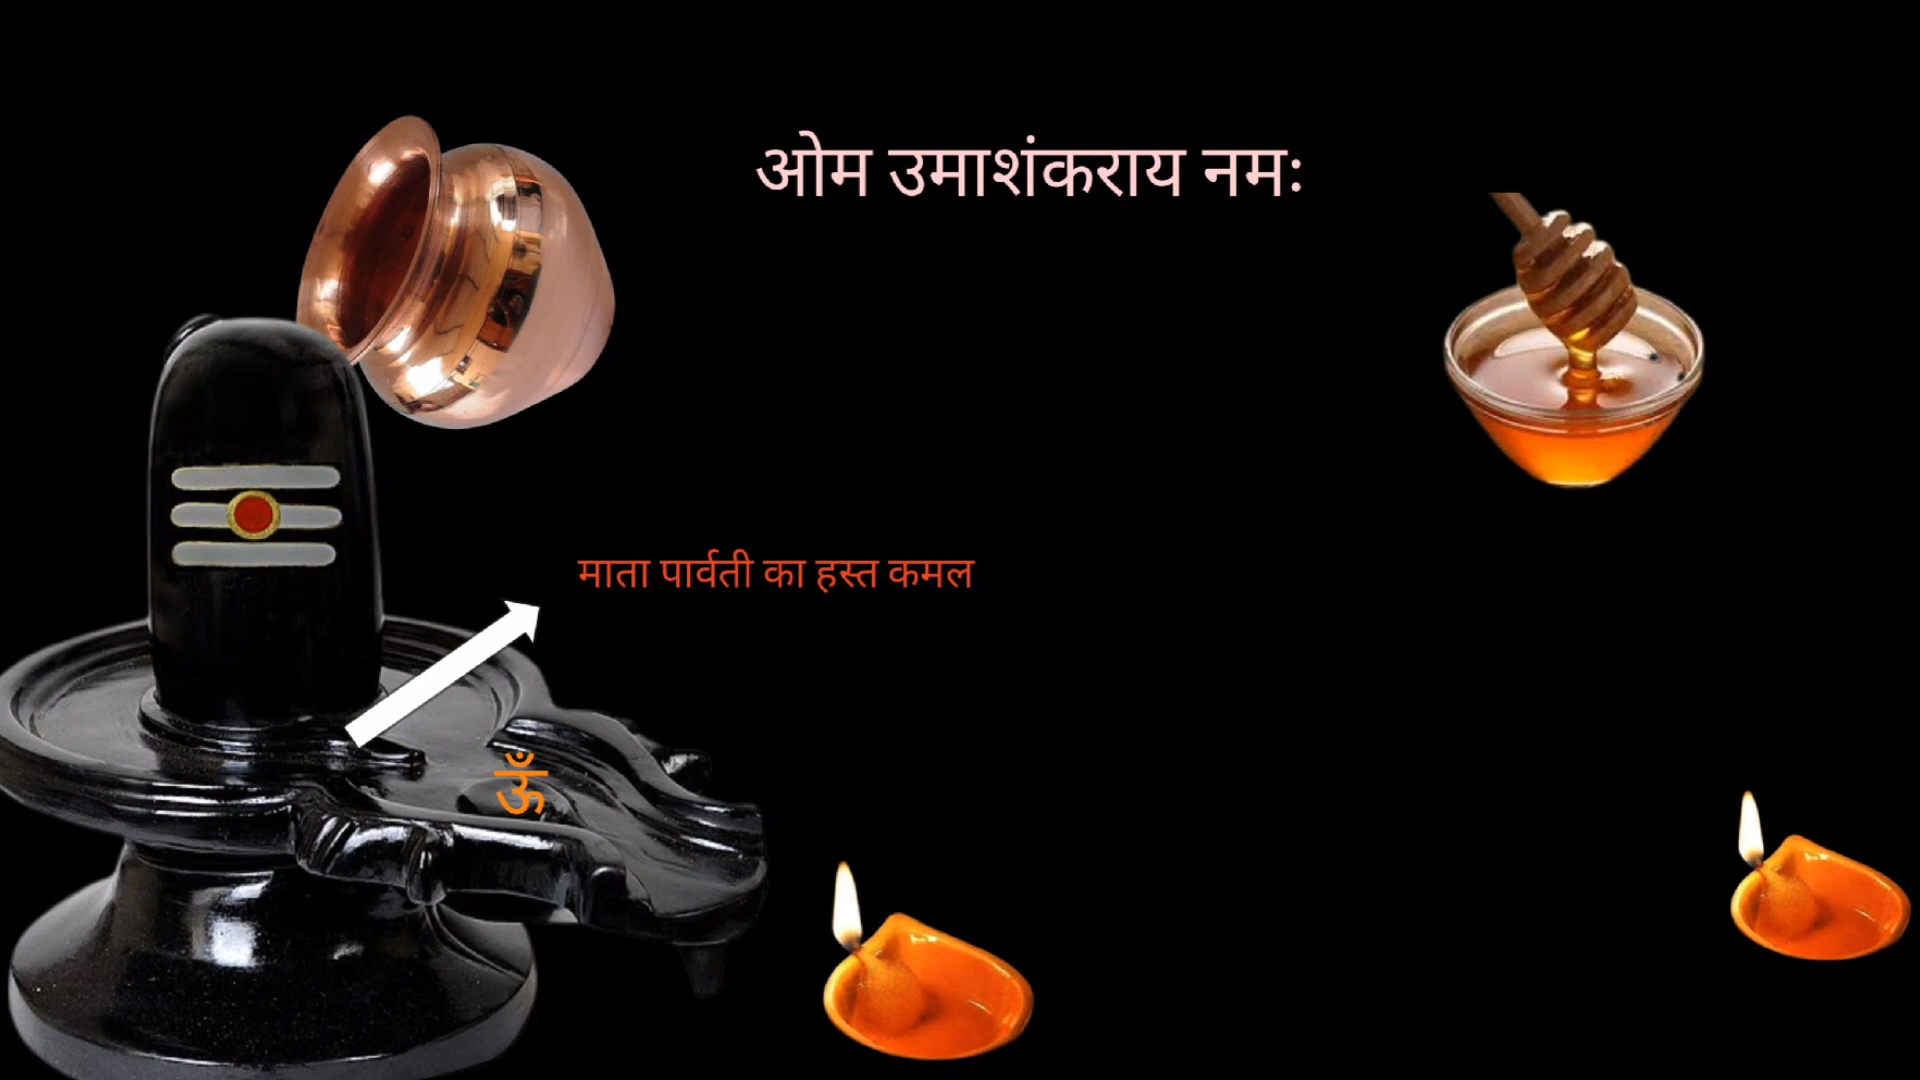 ओम उमाशंकराय नमः
माता पार्वती का हस्त कमल
ॐ